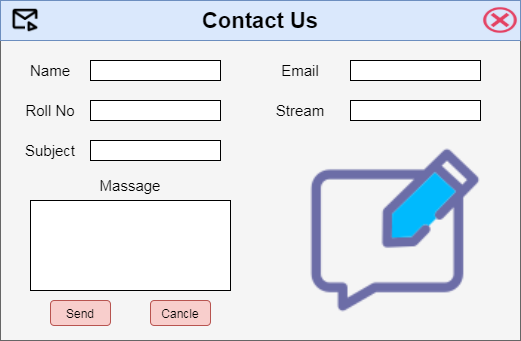 Contact Us
Name
Email
Roll No
Stream
Subject
Massage
Send
Cancle